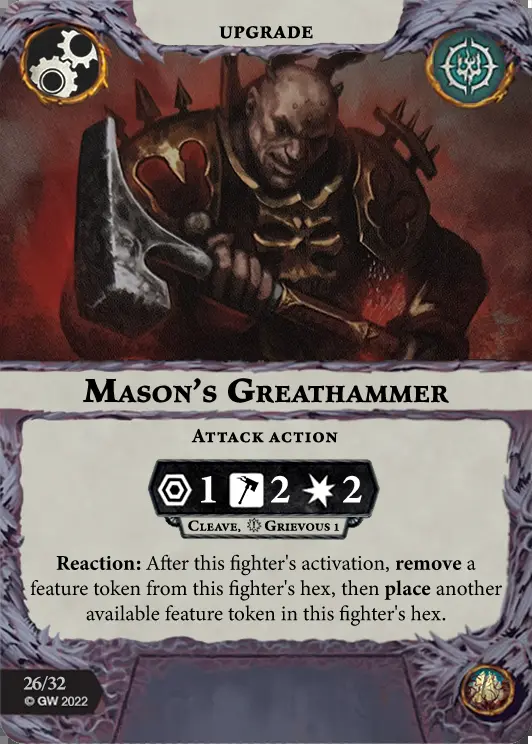 UPGRADE
Mason's Greathammer
Attack action
1 2 2
Cleave, Grievous 1
Reaction: After this fighter's activation, remove a
feature token from this fighter's hex, then place another
available feature token in this fighter's hex.
26/32
© GW 2022